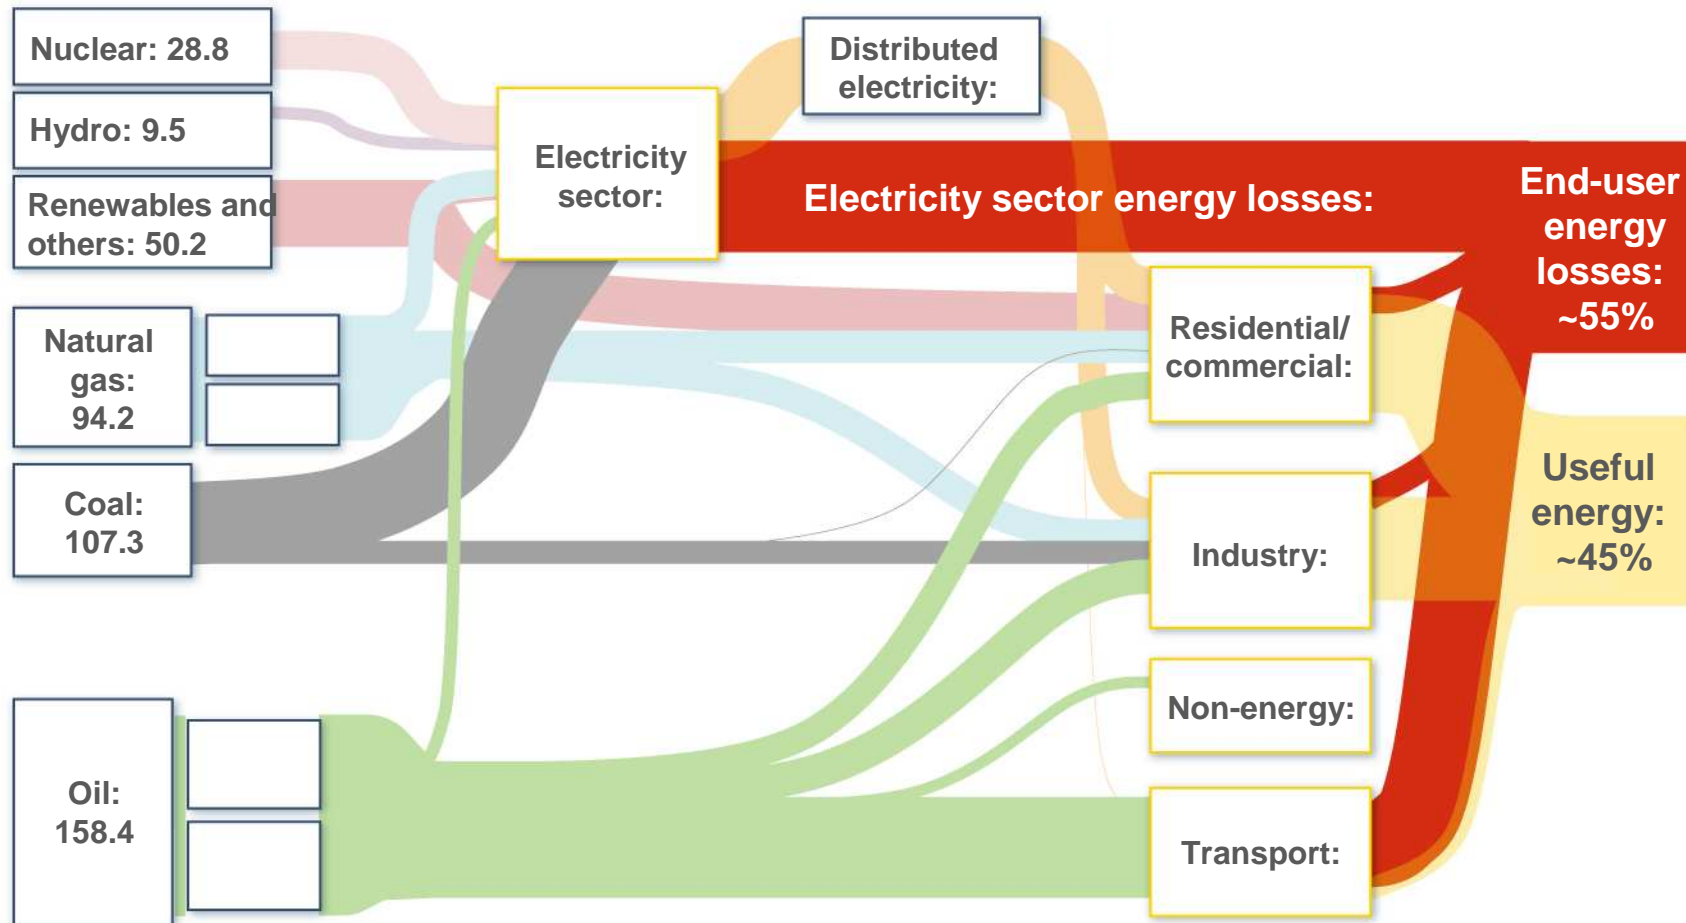 Nuclear: 28.8
Hydro: 9.5
Renewables and
others: 50.2
Natural
gas:
94.2
Coal:
107.3
Oil:
158.4
Electricity
sector:
Distributed
electricity:
Electricity sector energy losses:
End-user
energy
losses:
~55%
Residential/
commercial:
Useful
energy:
~45%
Industry:
Non-energy:
Transport: